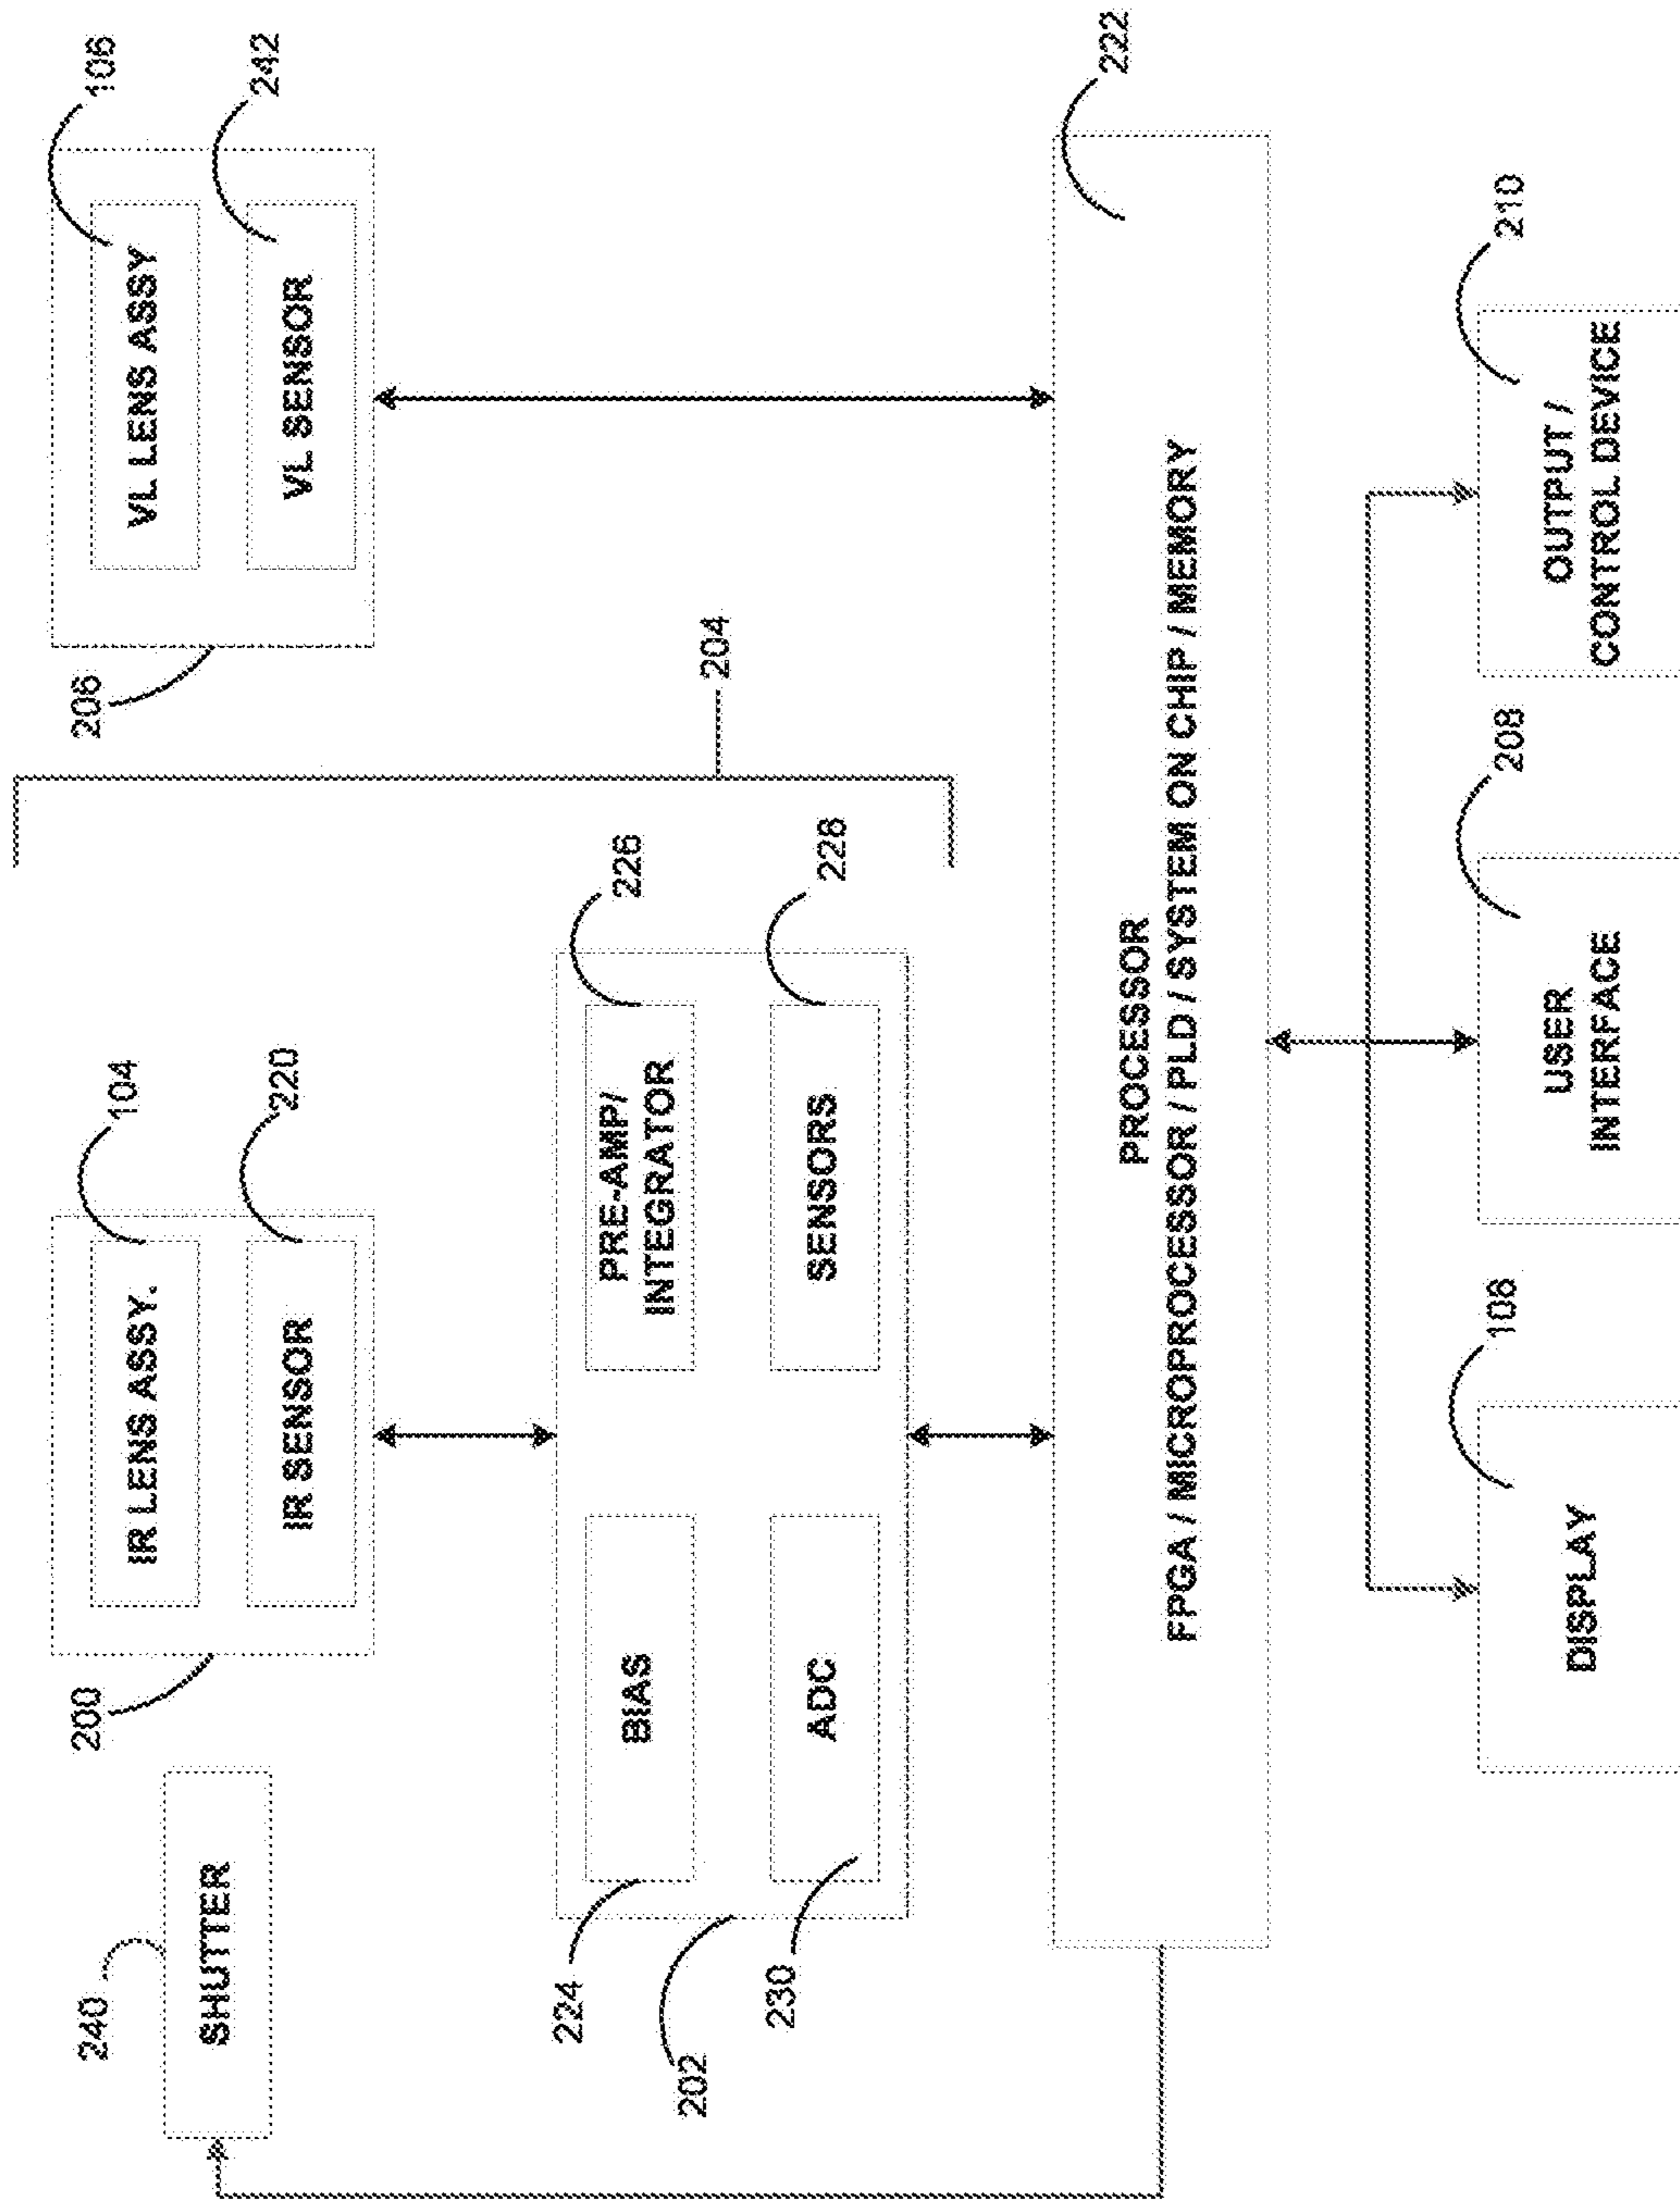 240
SHUTTER
200
IR LENS ASSY.
104
IR SENSOR
220
206
VL LENS ASSY
106
VL SENSOR
242
204
224
BIAS
PRE-AMP/
INTEGRATOR
226
230
ADC
SENSORS
228
202
PROCESSOR
FPGA / MICROPROCESSOR / PLD / SYSTEM ON CHIP / MEMORY
222
DISPLAY
108
USER
INTERFACE
208
OUTPUT /
CONTROL DEVICE
210